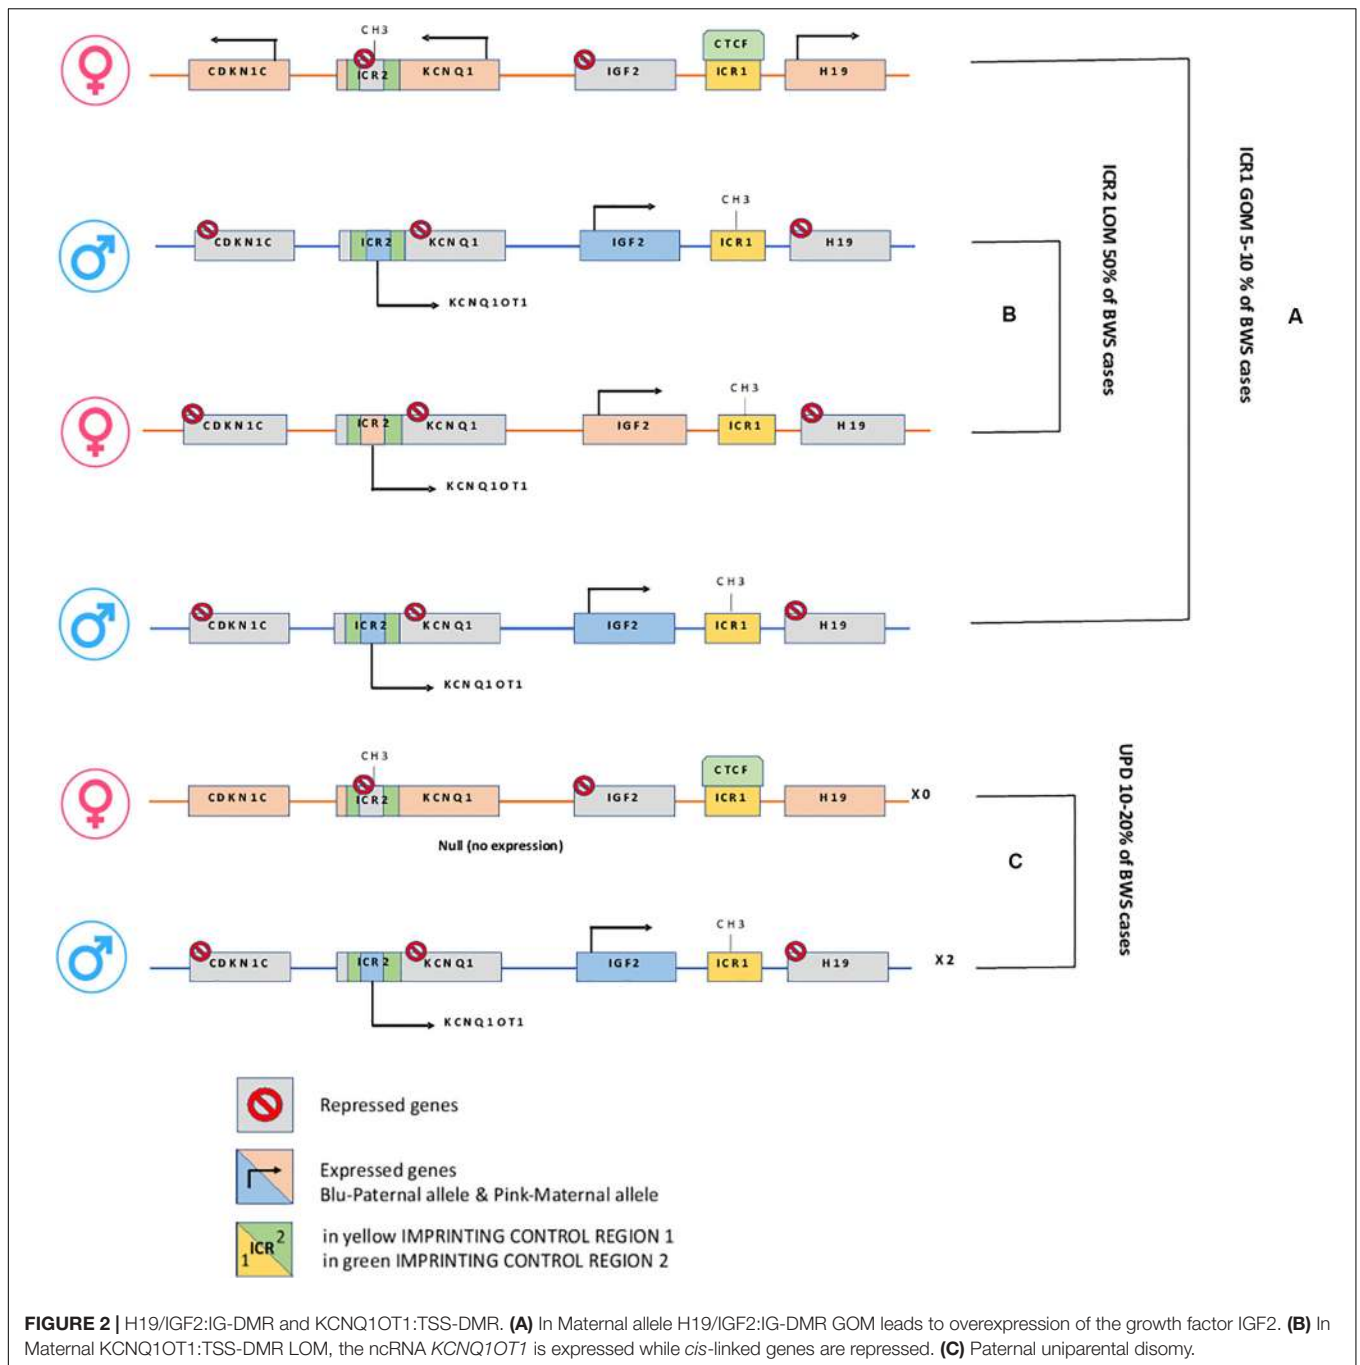 CH3
CTCF
CDKN1C ICR2 KCNQ1 IGF2 ICR1 H19
CH3
CDKN1C ICR2 KCNQ1 IGF2 ICR1 H19
KCNQ1OT1
CH3
CDKN1C ICR2 KCNQ1 IGF2 ICR1 H19
KCNQ1OT1
CH3
CDKN1C ICR2 KCNQ1 IGF2 ICR1 H19
KCNQ1OT1
B
ICR2 LOM 50% of BWS cases
ICR1 GOM 5-10 % of BWS cases
A
CH3
CTCF
CDKN1C ICR2 KCNQ1 IGF2 ICR1 H19 X0
Null (no expression)
CH3
CDKN1C ICR2 KCNQ1 IGF2 ICR1 H19 X2
KCNQ1OT1
C
UPD 10-20% of BWS cases
Repressed genes
Expressed genes
Blu-Paternal allele & Pink-Maternal allele
1 ICR 2
in yellow IMPRINTING CONTROL REGION 1
in green IMPRINTING CONTROL REGION 2
FIGURE 2 | H19/IGF2:IG-DMR and KCNQ1OT1:TSS-DMR. (A) In Maternal allele H19/IGF2:IG-DMR GOM leads to overexpression of the growth factor IGF2. (B) In
Maternal KCNQ1OT1:TSS-DMR LOM, the ncRNA KCNQ1OT1 is expressed while cis-linked genes are repressed. (C) Paternal uniparental disomy.